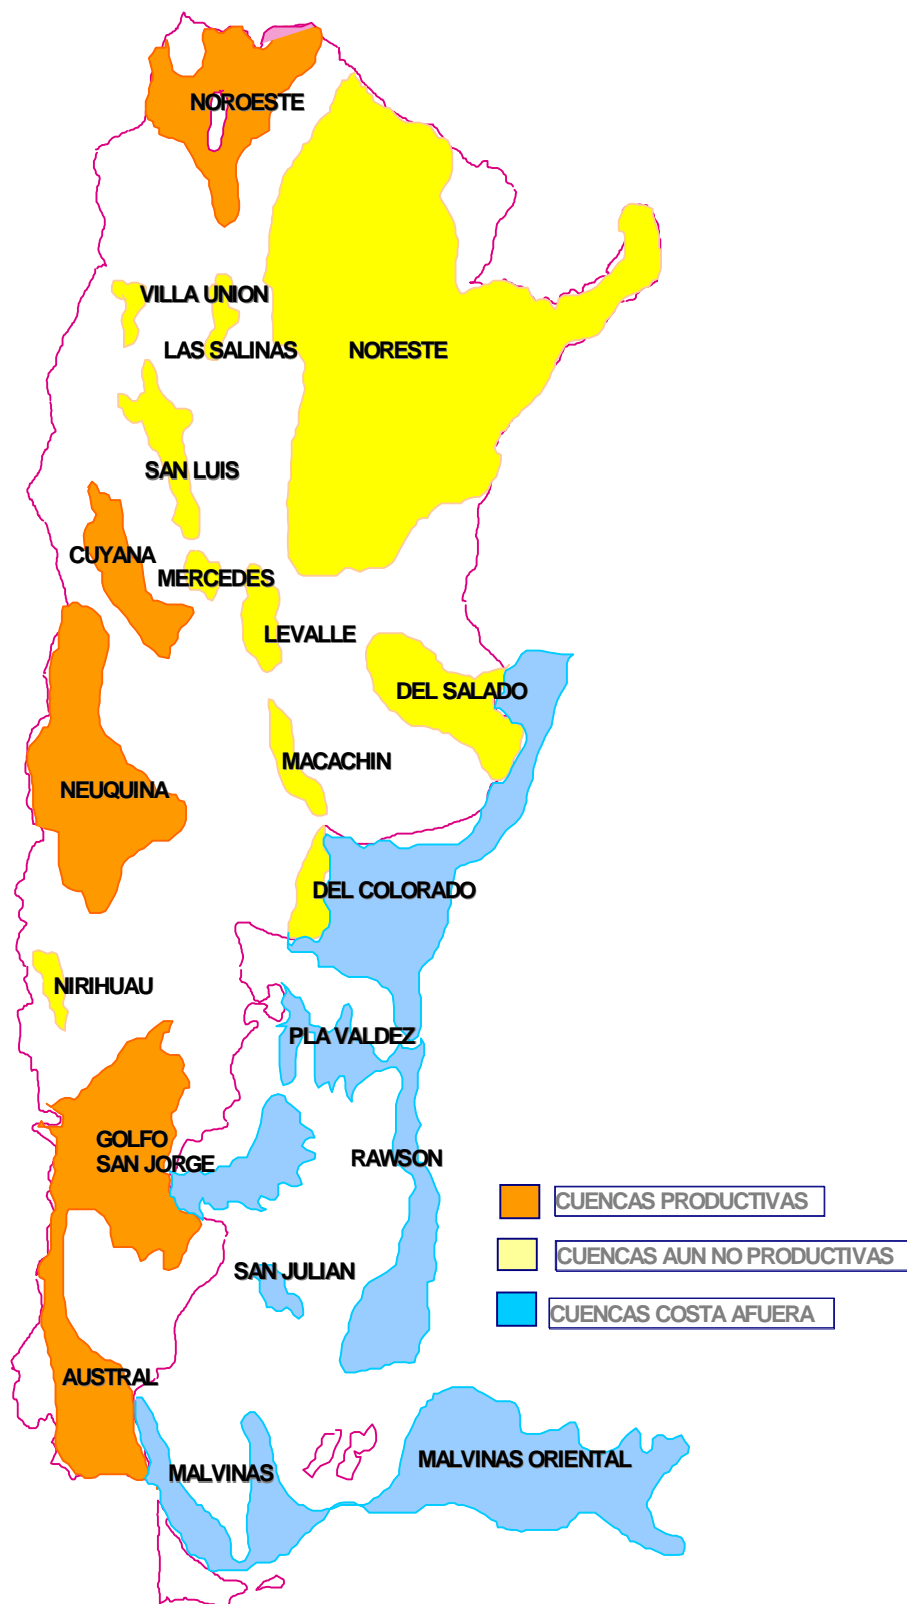 NOROESTE
VILLA UNION
LAS SALINAS
NORESTE
SAN LUIS
CUYANA
MERCEDES
LEVALLE
DEL SALADO
MACACHIN
NEUQUINA
DEL COLORADO
NIRIHUAU
PLA VALDEZ
GOLFO
SAN JORGE
RAWSON
CUENCAS PRODUCTIVAS
CUENCAS AUN NO PRODUCTIVAS
SAN JULIAN
CUENCAS COSTA AFUERA
AUSTRAL
MALVINAS
MALVINAS ORIENTAL